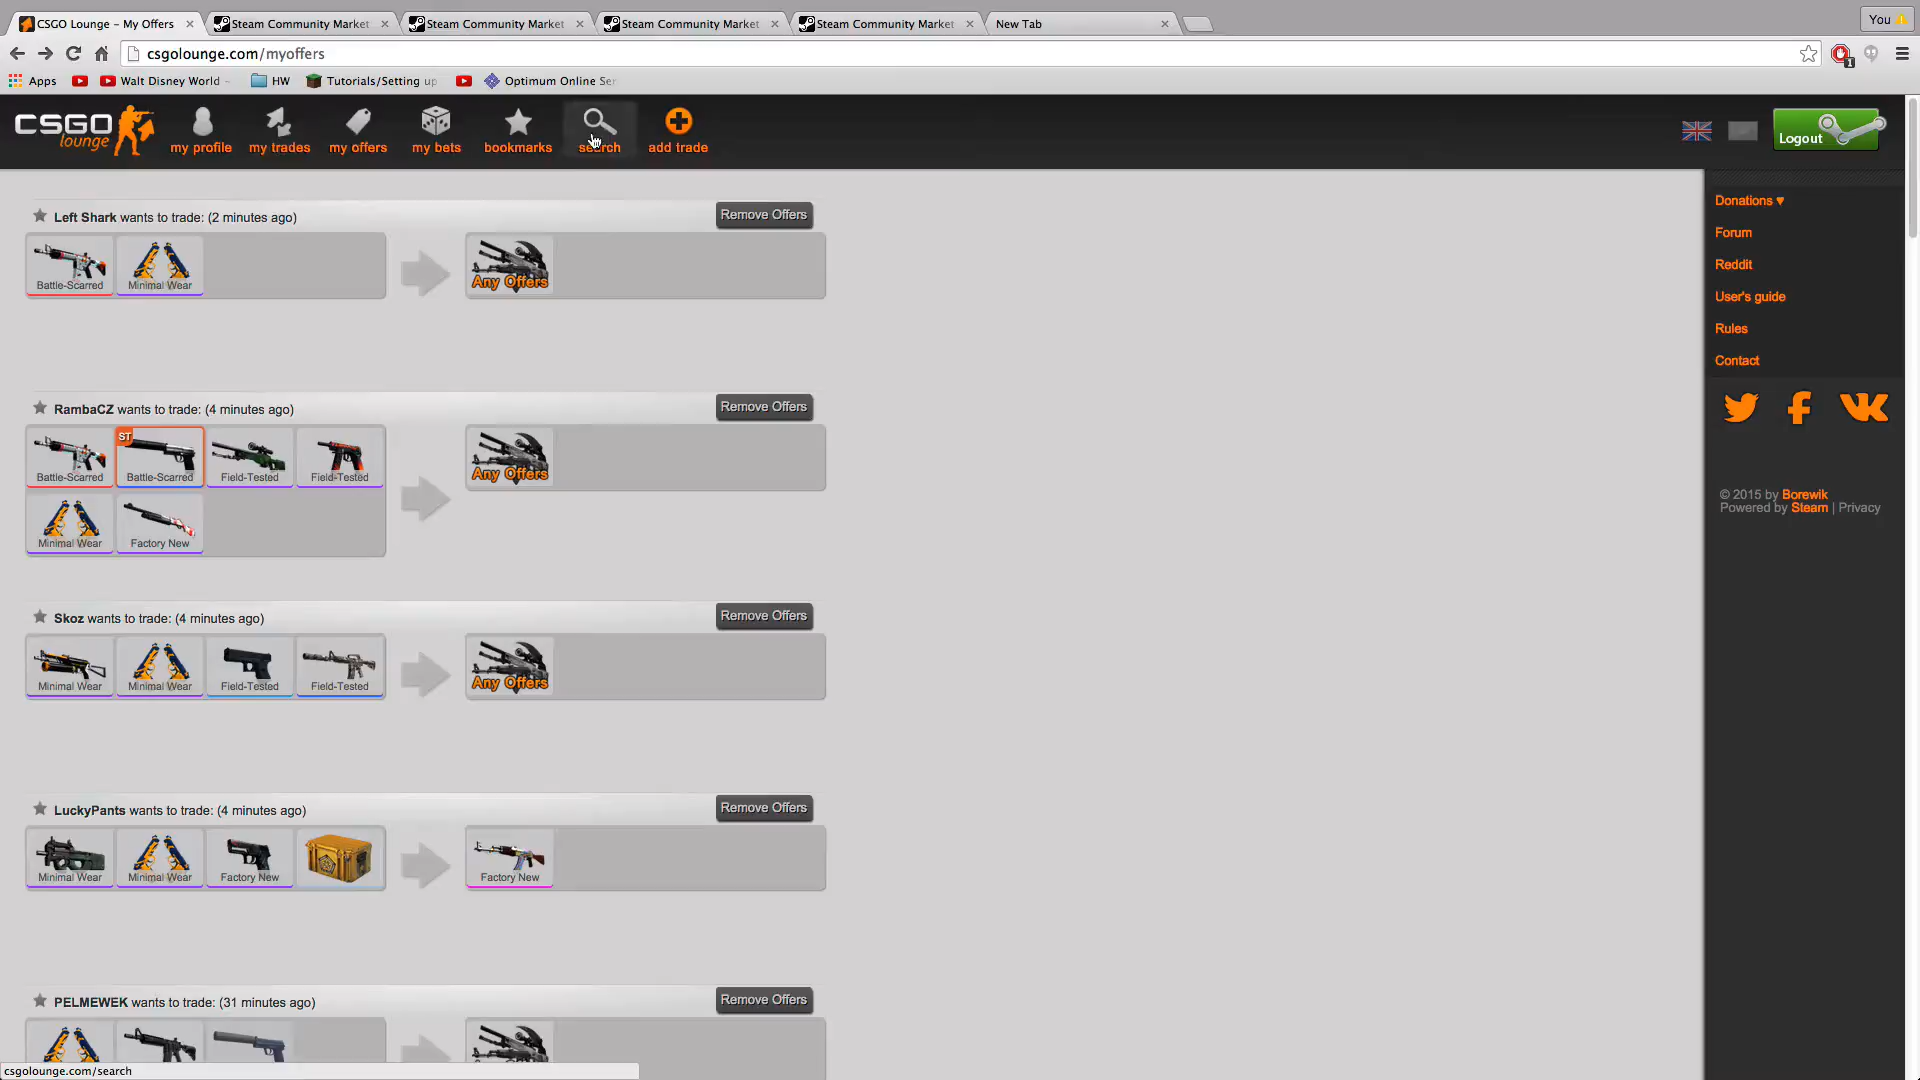 CSGO Lounge – My Offers
Steam Community Market
Steam Community Market
Steam Community Market
Steam Community Market
New Tab
You
csgolounge.com/myoffers
1
Apps
Walt Disney World -
HW
Tutorials/Setting up
Optimum Online Ser
CSGO
lounge
my profile
my trades
my offers
my bets
bookmarks
search
add trade
Logout
Left Shark wants to trade: (2 minutes ago)
Remove Offers
Battle-Scarred
Minimal Wear
Any Offers
RambaCZ wants to trade: (4 minutes ago)
Remove Offers
ST
Battle-Scarred
Battle-Scarred
Field-Tested
Field-Tested
Any Offers
Minimal Wear
Factory New
Skoz wants to trade: (4 minutes ago)
Remove Offers
Minimal Wear
Minimal Wear
Field-Tested
Field-Tested
Any Offers
LuckyPants wants to trade: (4 minutes ago)
Remove Offers
Minimal Wear
Minimal Wear
Factory New
Factory New
PELMEWEK wants to trade: (31 minutes ago)
Remove Offers
Donations ♥
Forum
Reddit
User's guide
Rules
Contact
© 2015 by Borewik
Powered by Steam | Privacy
csgolounge.com/search